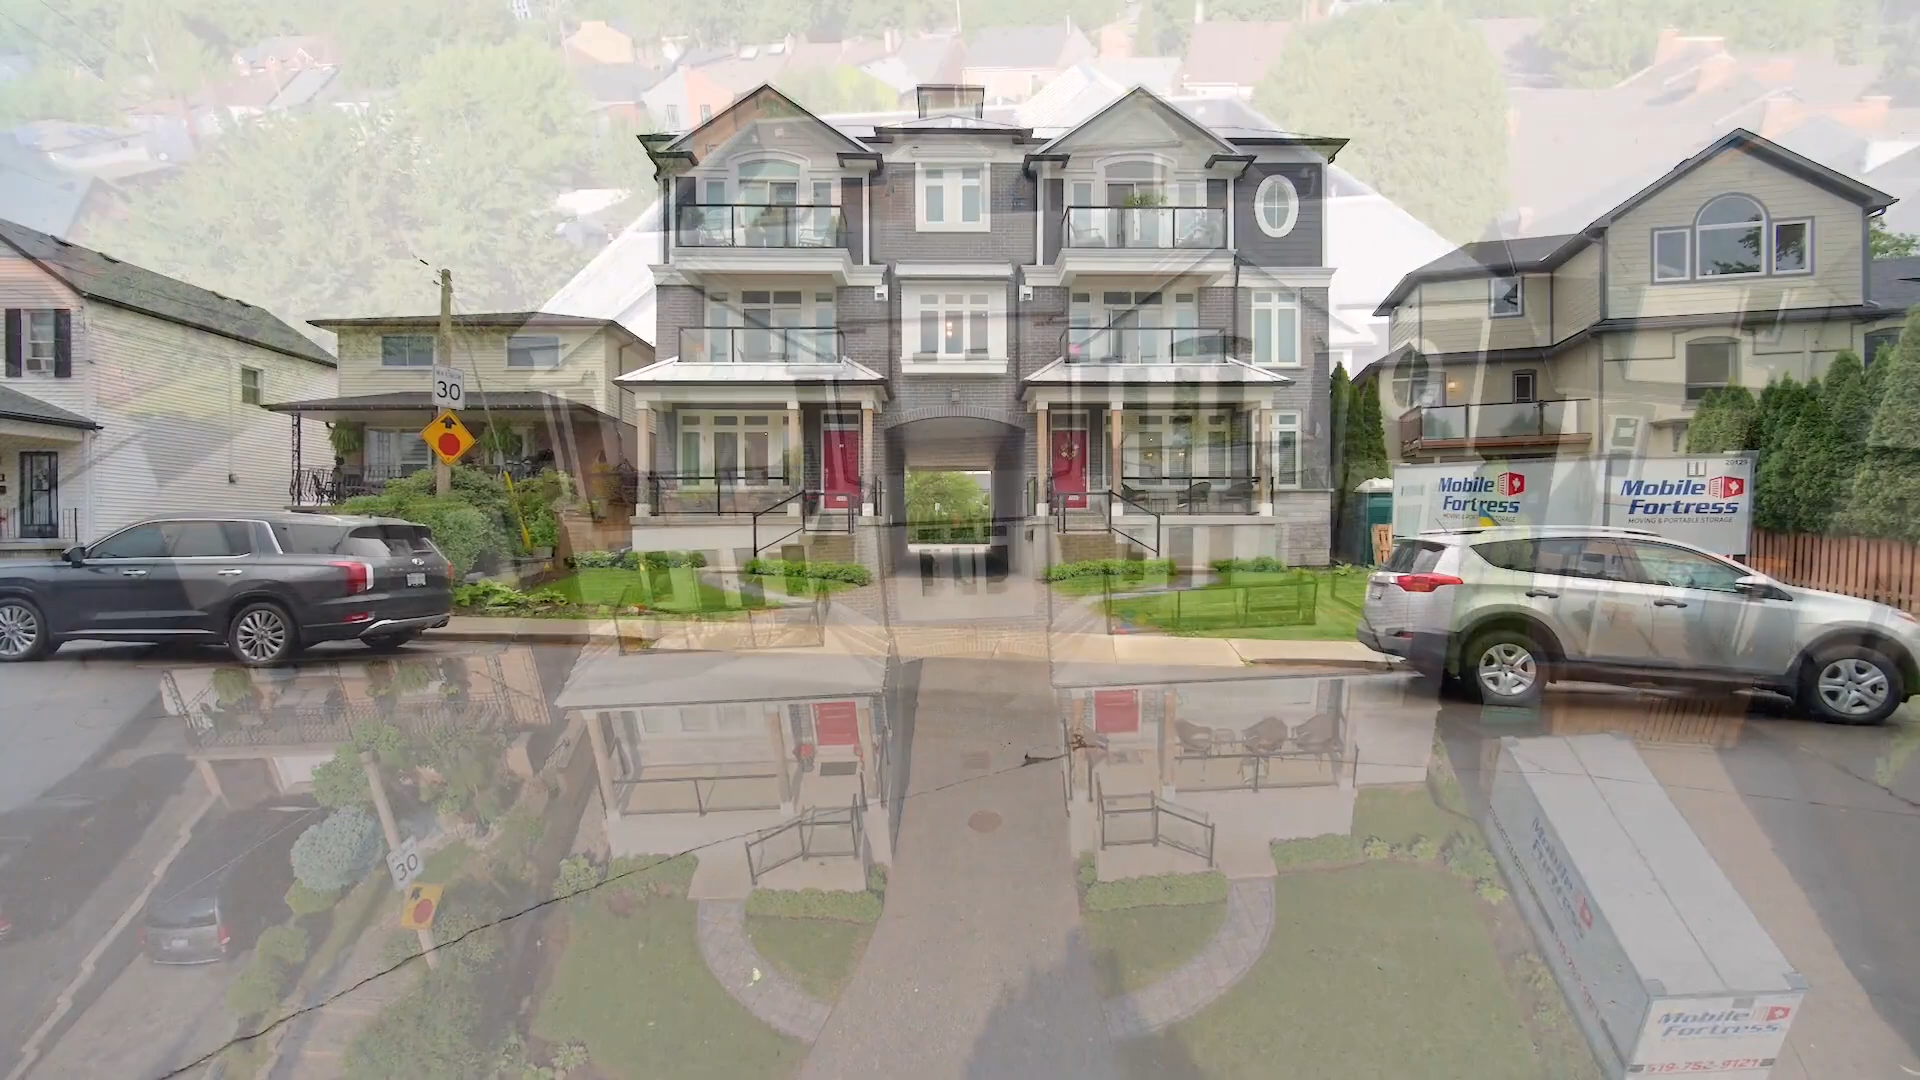 MAXIMUM
30
Mobile
Fortress
MOVING & PORTABLE STORAGE
20129
Mobile
Fortress
MOVING & PORTABLE STORAGE
30
Mobile
Fortress
Mobile
Fortress
519-752-9121